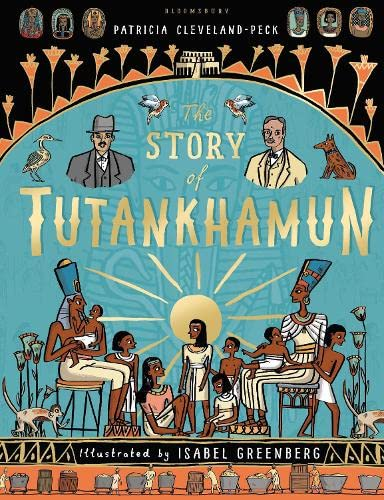 BLOOMSBURY
PATRICIA CLEVELAND-PECK
The
STORY
of
TUTANKHAMUN
Illustrated by ISABEL GREENBERG